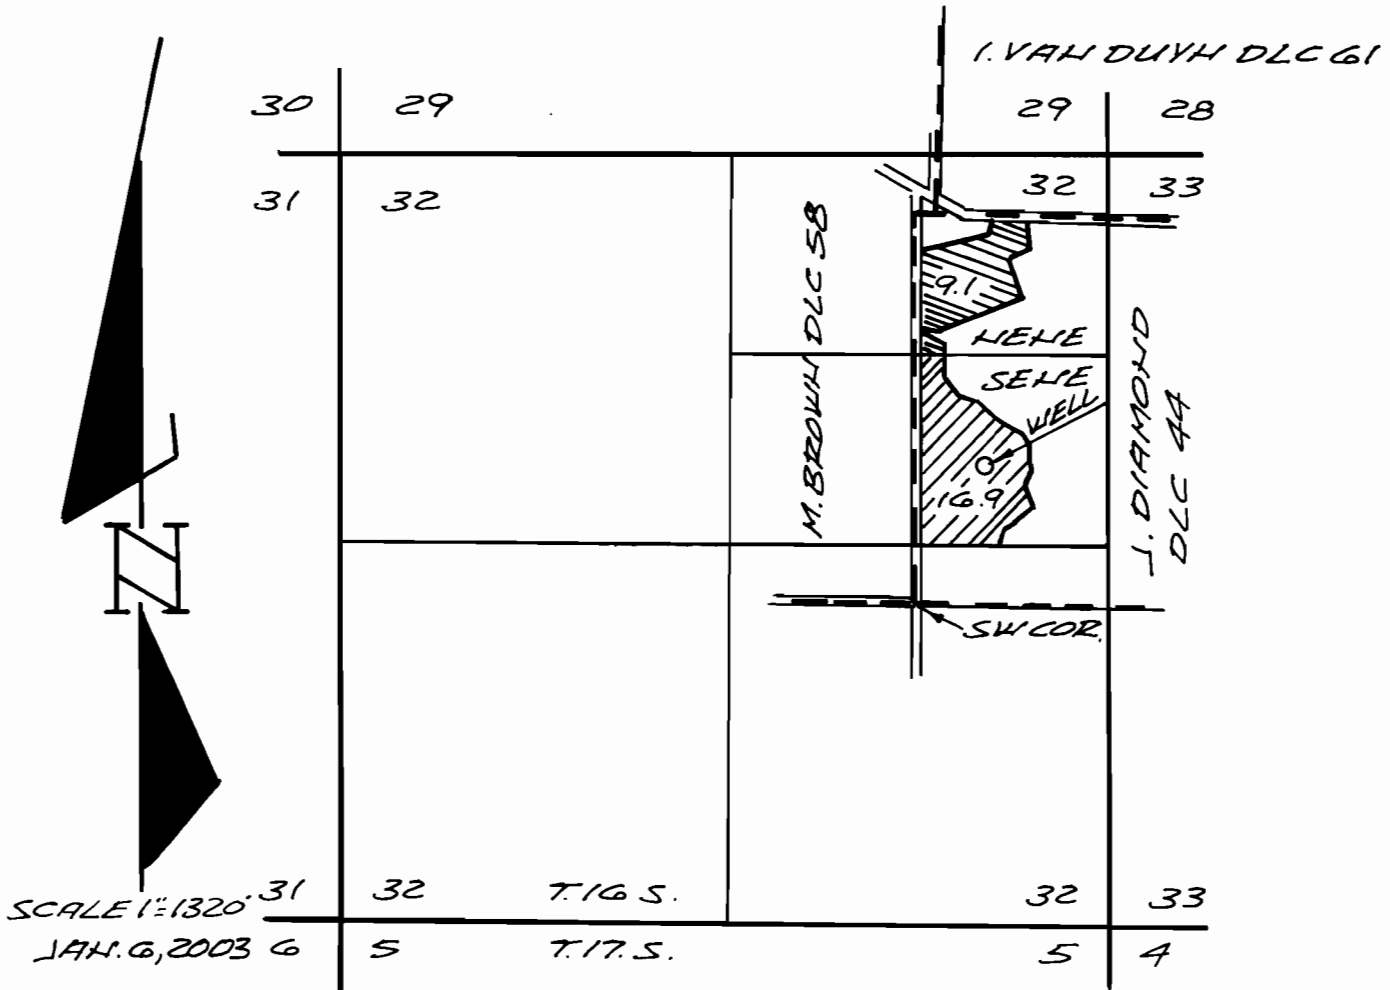 I. VAN DUYN DLC 61
30 29 29 28
31 32 32 33
M. BROWN DLC 58
9.1
NENE
SENE
WELL
J. DIAMOND
DLC 44
16.9
N
SW COR.
31 32 T. 16 S. 32 33
SCALE 1"=1320'
JAN. 6, 2003 6 5 T. 17. S. 5 4